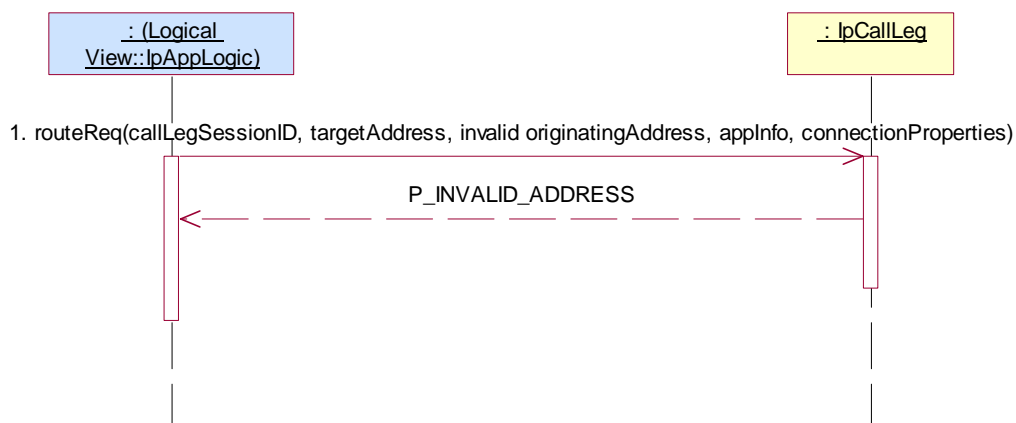 : (Logical
View::IpAppLogic)
: IpCallLeg
1. routeReq(callLegSessionID, targetAddress, invalid originatingAddress, appInfo, connectionProperties)
P_INVALID_ADDRESS